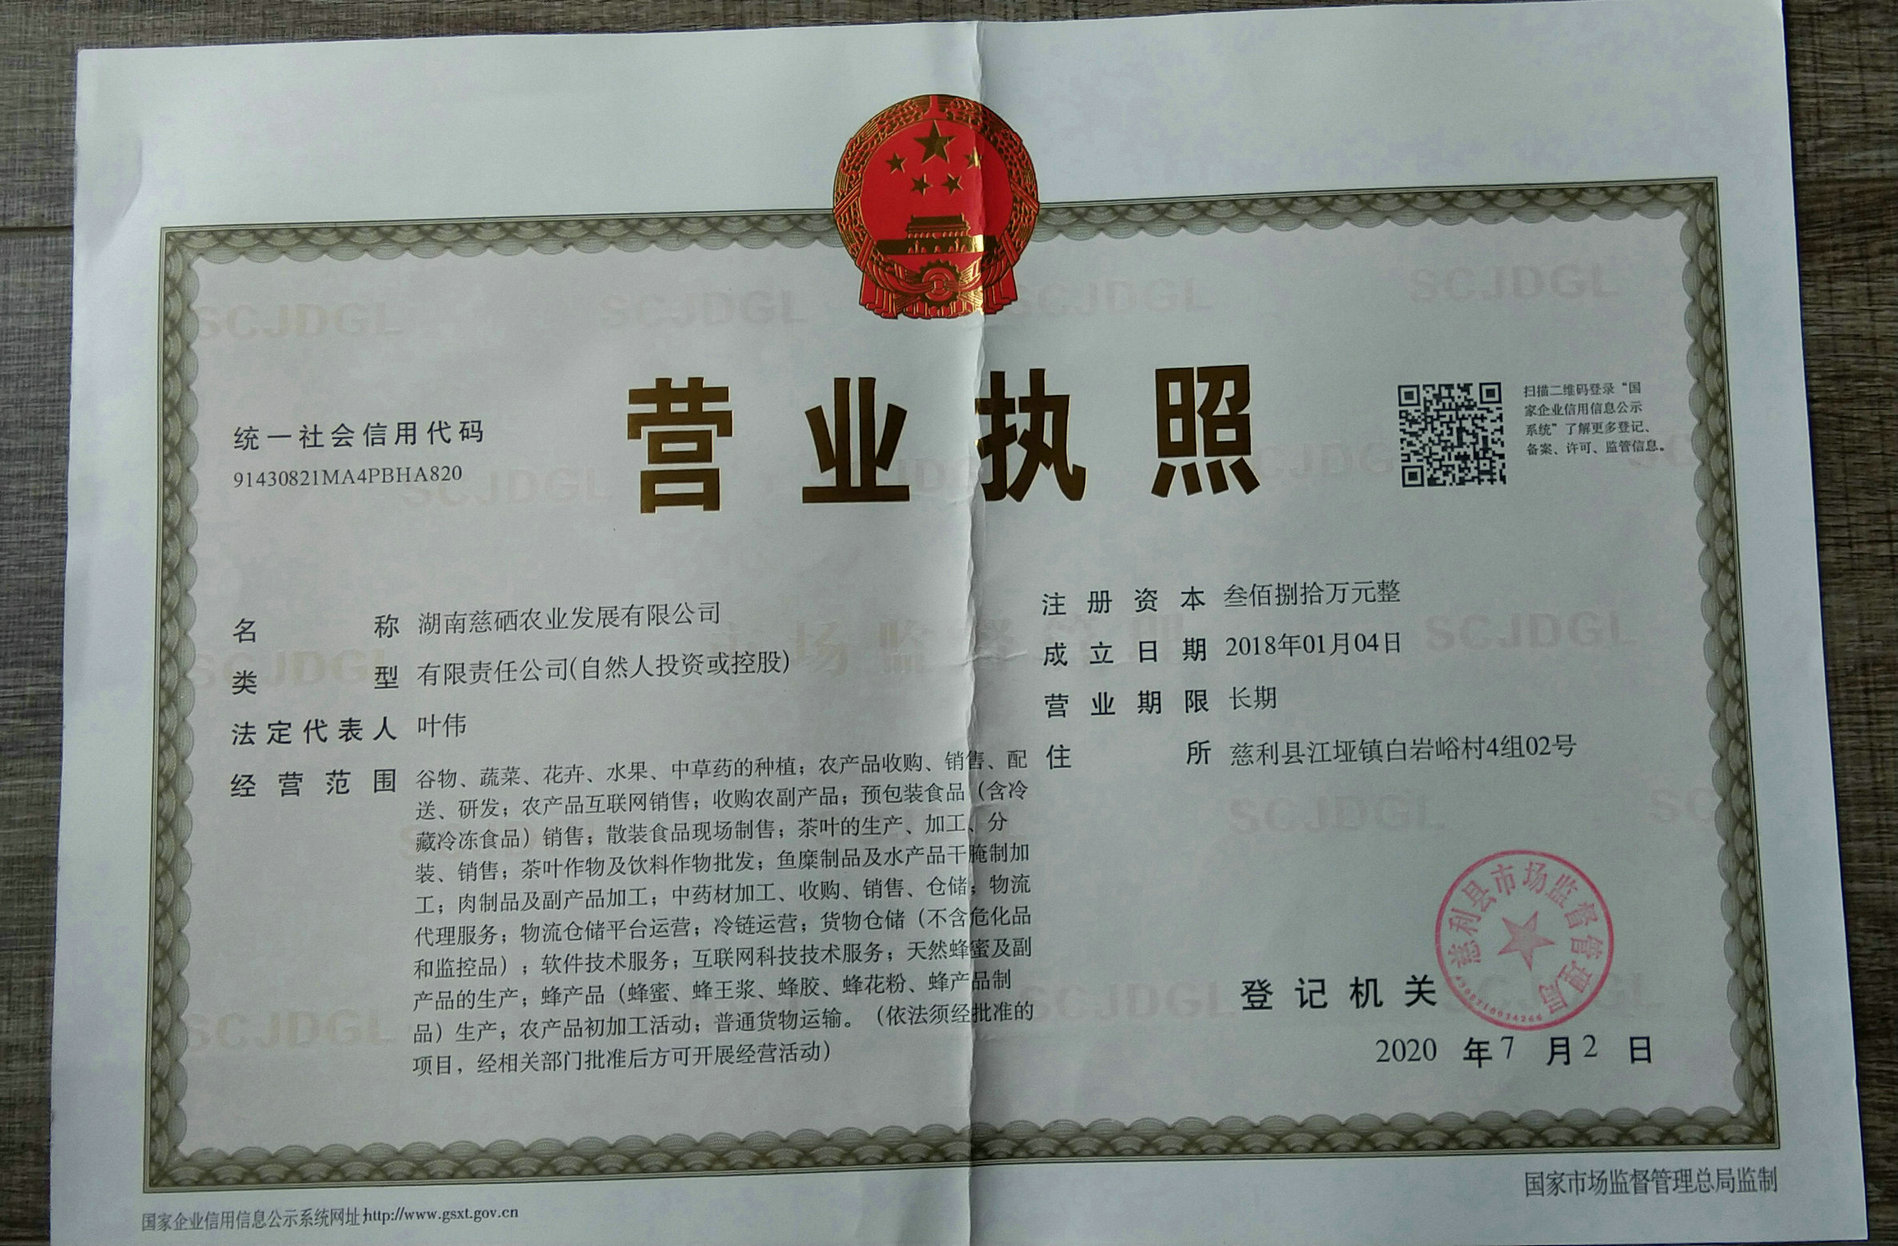 营业执照
统一社会信用代码
91430821MA4PBHA820
扫描二维码登录“国
家企业信用信息公示
系统”了解更多登记、
备案、许可、监管信息。
名称 湖南慈硒农业发展有限公司
类型 有限责任公司(自然人投资或控股)
法定代表人 叶伟
经营范围 谷物、蔬菜、花卉、水果、中草药的种植；农产品收购、销售、配
送、研发；农产品互联网销售；收购农副产品；预包装食品（含冷
藏冷冻食品）销售；散装食品现场制售；茶叶的生产、加工、分
装、销售；茶叶作物及饮料作物批发；鱼糜制品及水产品干腌制加
工；肉制品及副产品加工；中药材加工、收购、销售、仓储；物流
代理服务；物流仓储平台运营；冷链运营；货物仓储（不含危化品
和监控品）；软件技术服务；互联网科技技术服务；天然蜂蜜及副
产品的生产；蜂产品（蜂蜜、蜂王浆、蜂胶、蜂花粉、蜂产品制
品）生产；农产品初加工活动；普通货物运输。（依法须经批准的
项目，经相关部门批准后方可开展经营活动）
注册资本 叁佰捌拾万元整
成立日期 2018年01月04日
营业期限 长期
住所 慈利县江垭镇白岩峪村4组02号
登记机关
慈利县市场监督管理局
2020 年 7 月 2 日
国家企业信用信息公示系统网址:http://www.gsxt.gov.cn
国家市场监督管理总局监制
SCJDGL